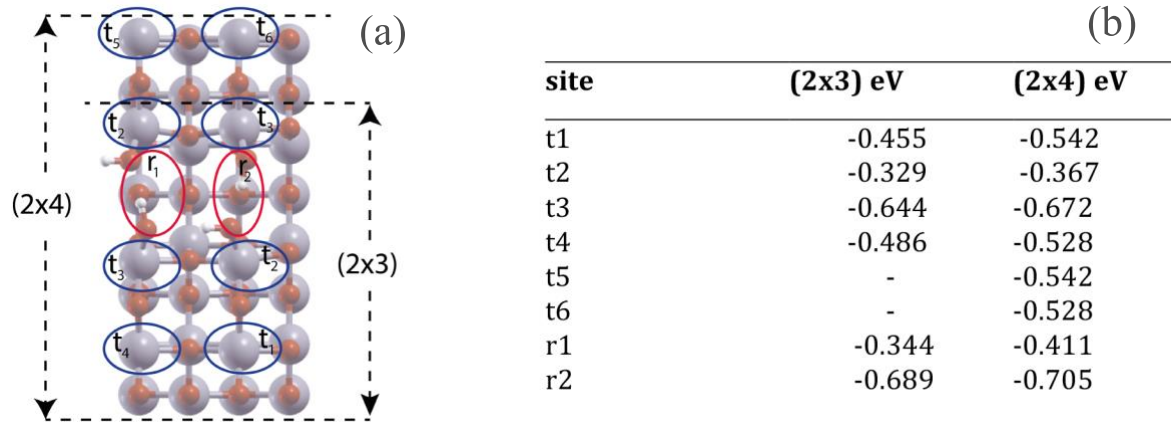 (a)
t₅ t₆
t₂ t₃
r₁ r₂
(2x4)
t₃ t₂
(2x3)
t₄ t₁
(b)
site (2x3) eV (2x4) eV
t1 -0.455 -0.542
t2 -0.329 -0.367
t3 -0.644 -0.672
t4 -0.486 -0.528
t5 - -0.542
t6 - -0.528
r1 -0.344 -0.411
r2 -0.689 -0.705